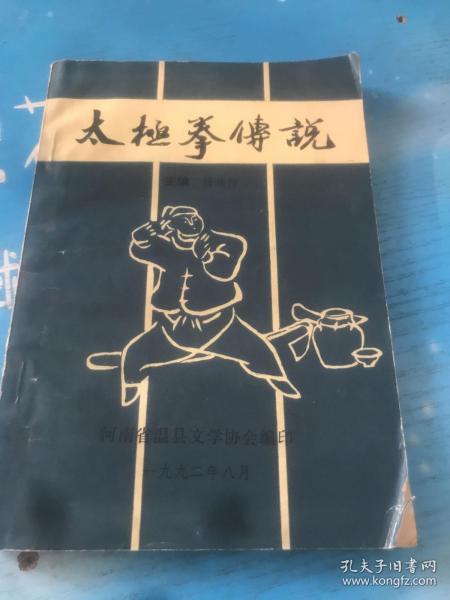 太極拳傳說
主编
河南省温县文学协会编印
一九九二年八月
孔夫子旧书网
www.kongfz.com